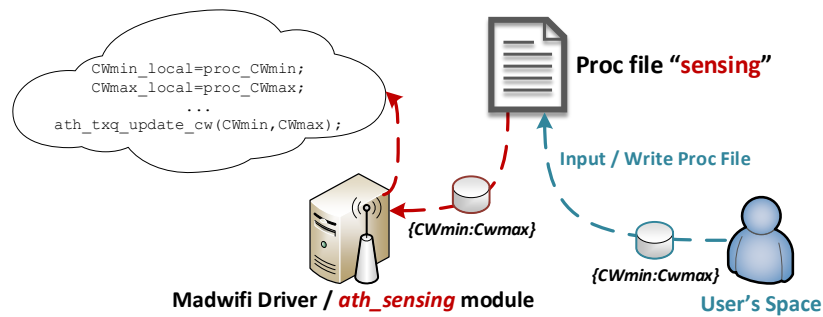 CWmin_local=proc_CWmin;
CWmax_local=proc_CWmax;
...
ath_txq_update_cw(CWmin,CWmax);
Proc file “sensing”
Input / Write Proc File
{CWmin:Cwmax}
{CWmin:Cwmax}
Madwifi Driver / ath_sensing module
User’s Space